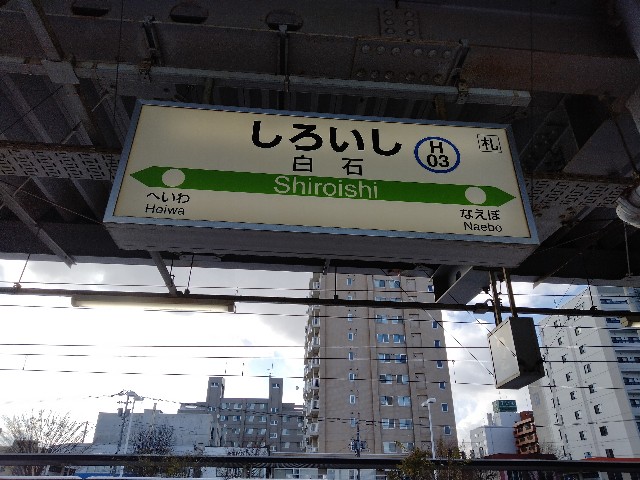 しろいし
H
03
札
白石
Shiroishi
へいわ
Heiwa
なえぼ
Naebo